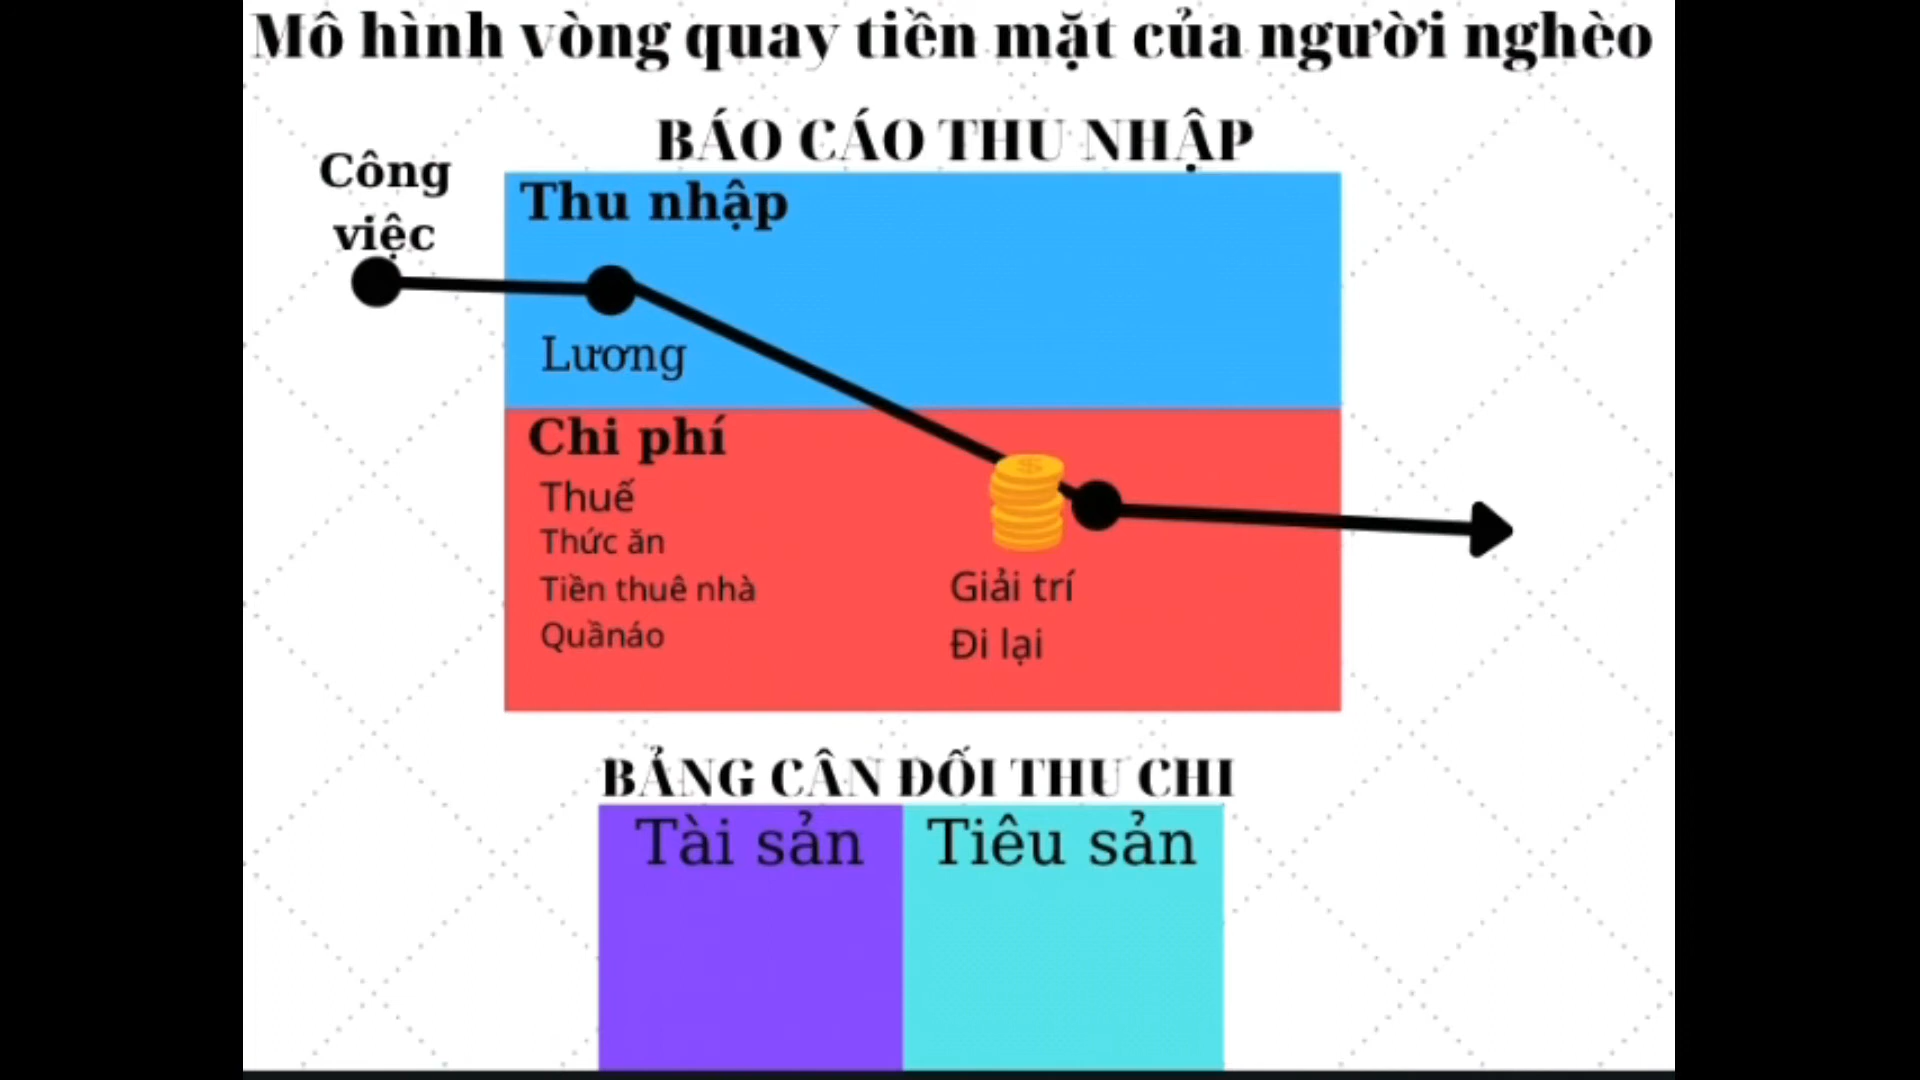 Mô hình vòng quay tiền mặt của người nghèo
BÁO CÁO THU NHẬP
Công
việc
Thu nhập
Lương
Chi phí
Thuế
Thức ăn
Tiền thuê nhà
Quầnáo
Giải trí
Đi lại
BẢNG CÂN ĐỐI THU CHI
Tài sản
Tiêu sản